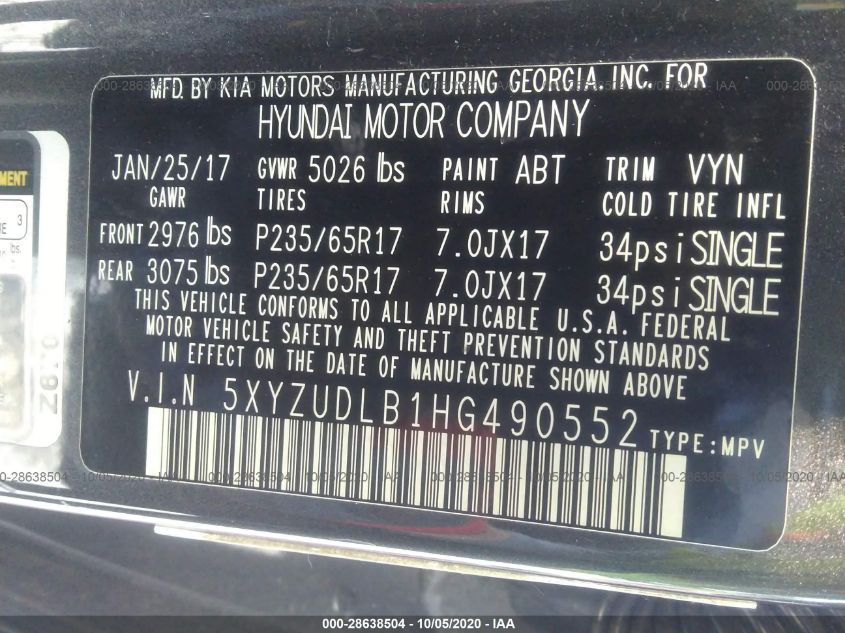 MFD. BY KIA MOTORS MANUFACTURING GEORGIA INC. FOR
HYUNDAI MOTOR COMPANY
JAN/25/17 GVWR 5026 lbs PAINT ABT TRIM VYN
GAWR TIRES RIMS COLD TIRE INFL
FRONT 2976 lbs P235/65R17 7.0JX17 34psi SINGLE
REAR 3075 lbs P235/65R17 7.0JX17 34psi SINGLE
THIS VEHICLE CONFORMS TO ALL APPLICABLE U.S.A. FEDERAL
MOTOR VEHICLE SAFETY AND THEFT PREVENTION STANDARDS
IN EFFECT ON THE DATE OF MANUFACTURE SHOWN ABOVE
V.I.N 5XYZUDLB1HG490552 TYPE:MPV
000-28638504 - 10/05/2020 - IAA